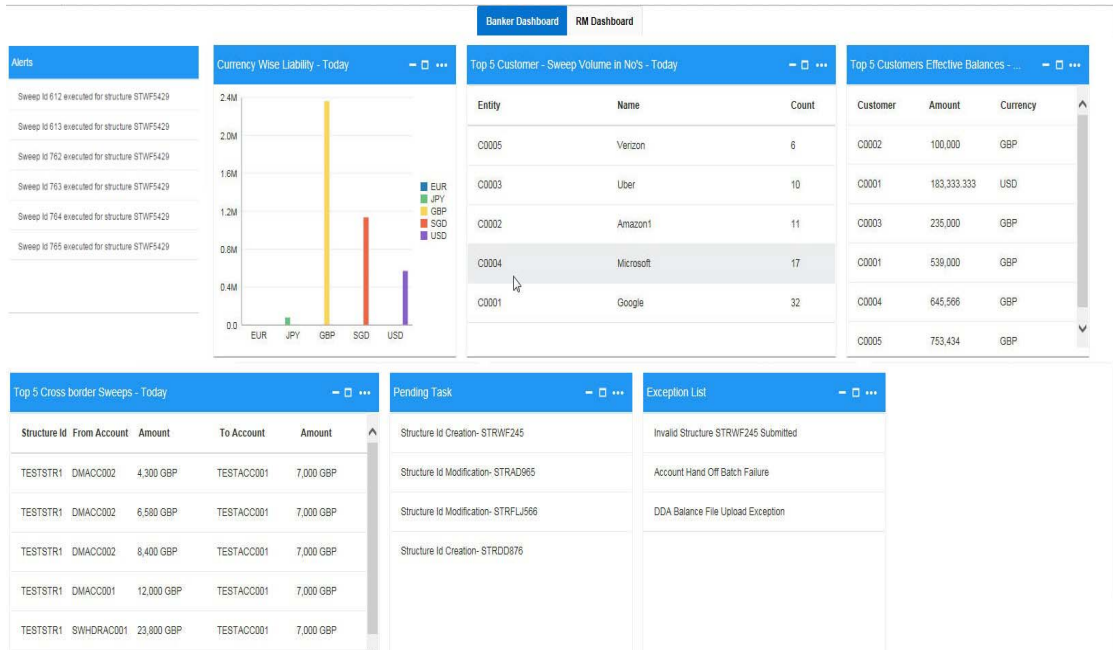 Banker Dashboard RM Dashboard
Alerts
Sweep Id 612 executed for structure STWF5429
Sweep Id 613 executed for structure STWF5429
Sweep Id 762 executed for structure STWF5429
Sweep Id 763 executed for structure STWF5429
Sweep Id 764 executed for structure STWF5429
Sweep Id 765 executed for structure STWF5429
Currency Wise Liability - Today
2.4M
2.0M
1.6M
1.2M
0.8M
0.4M
0.0
EUR JPY GBP SGD USD
EUR
JPY
GBP
SGD
USD
Top 5 Customer - Sweep Volume in No's - Today
Entity Name Count
C0005 Verizon 6
C0003 Uber 10
C0002 Amazon1 11
C0004 Microsoft 17
C0001 Google 32
Top 5 Customers Effective Balances - ...
Customer Amount Currency
C0002 100,000 GBP
C0001 183,333.333 USD
C0003 235,000 GBP
C0001 539,000 GBP
C0004 645,566 GBP
C0005 753,434 GBP
Top 5 Cross border Sweeps - Today
Structure Id From Account Amount To Account Amount
TESTSTR1 DMACC002 4,300 GBP TESTACC001 7,000 GBP
TESTSTR1 DMACC002 6,580 GBP TESTACC001 7,000 GBP
TESTSTR1 DMACC002 8,400 GBP TESTACC001 7,000 GBP
TESTSTR1 DMACC001 12,000 GBP TESTACC001 7,000 GBP
TESTSTR1 SWHDRAC001 23,800 GBP TESTACC001 7,000 GBP
Pending Task
Structure Id Creation- STRWF245
Structure Id Modification- STRAD965
Structure Id Modification- STRFLJ566
Structure Id Creation- STRDD876
Exception List
Invalid Structure STRWF245 Submitted
Account Hand Off Batch Failure
DDA Balance File Upload Exception